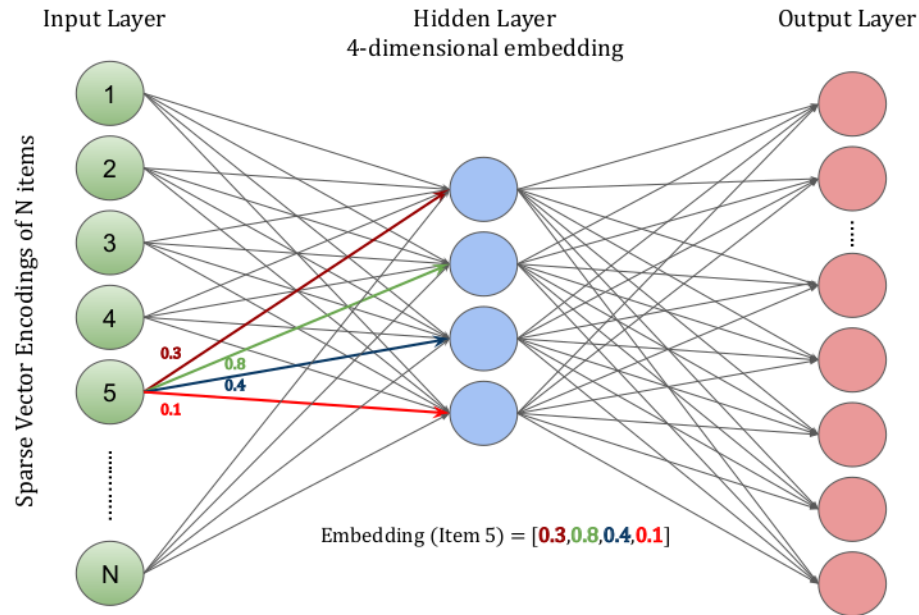 Input Layer
Hidden Layer
4-dimensional embedding
Output Layer
Sparse Vector Encodings of N items
1
2
3
4
5
N
0.3
0.8
0.4
0.1
Embedding (Item 5) = [0.3,0.8,0.4,0.1]